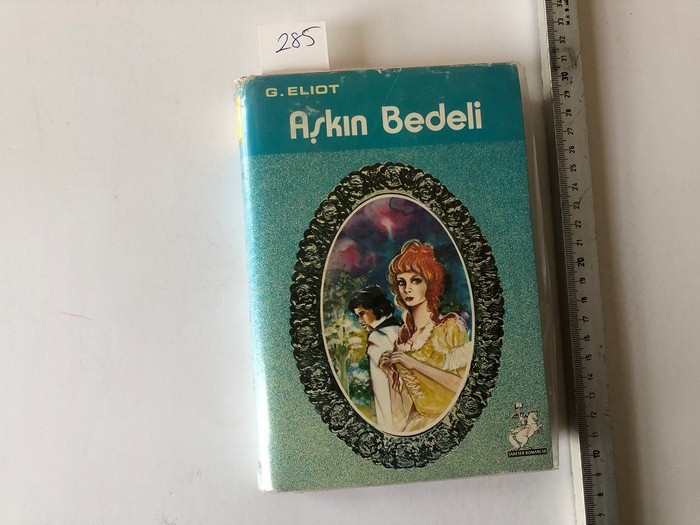 285
G. ELIOT
Aşkın Bedeli